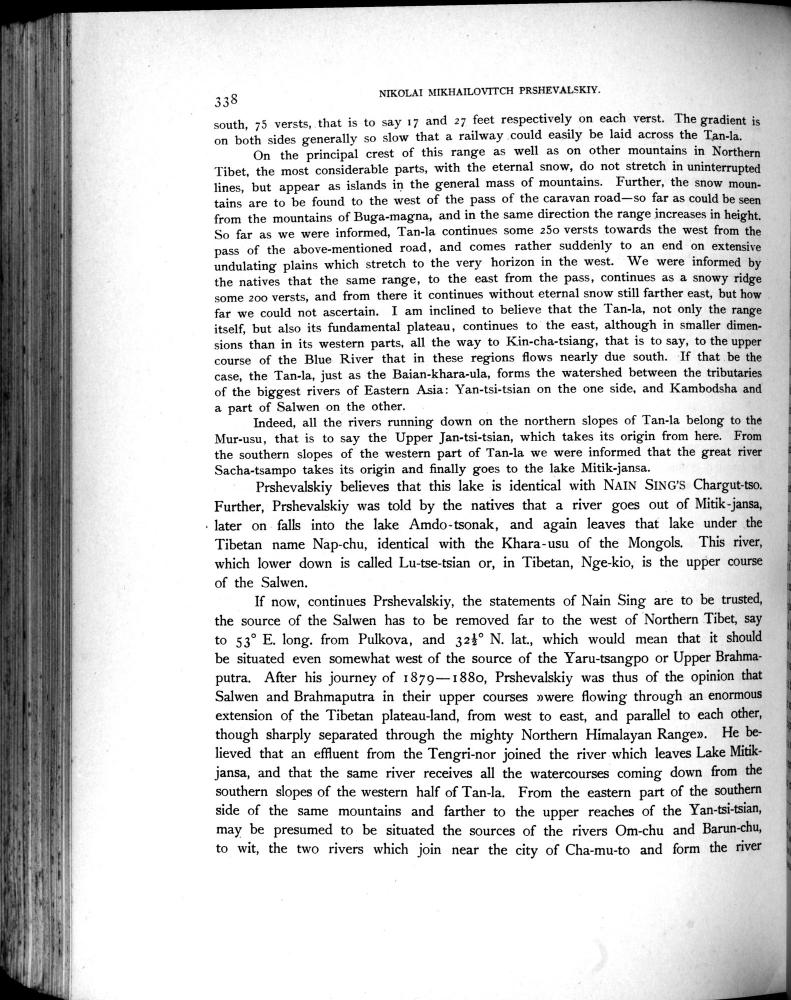 338
NIKOLAI MIKHAILOVITCH PRSHEVALSKIY.
south, 75 versts, that is to say 17 and 27 feet respectively on each verst. The gradient is
on both sides generally so slow that a railway could easily be laid across the Tan-la.
On the principal crest of this range as well as on other mountains in Northern
Tibet, the most considerable parts, with the eternal snow, do not stretch in uninterrupted
lines, but appear as islands in the general mass of mountains. Further, the snow moun-
tains are to be found to the west of the pass of the caravan road—so far as could be seen
from the mountains of Buga-magna, and in the same direction the range increases in height.
So far as we were informed, Tan-la continues some 250 versts towards the west from the
pass of the above-mentioned road, and comes rather suddenly to an end on extensive
undulating plains which stretch to the very horizon in the west. We were informed by
the natives that the same range, to the east from the pass, continues as a snowy ridge
some 200 versts, and from there it continues without eternal snow still farther east, but how
far we could not ascertain. I am inclined to believe that the Tan-la, not only the range
itself, but also its fundamental plateau, continues to the east, although in smaller dimen-
sions than in its western parts, all the way to Kin-cha-tsiang, that is to say, to the upper
course of the Blue River that in these regions flows nearly due south. If that be the
case, the Tan-la, just as the Baian-khara-ula, forms the watershed between the tributaries
of the biggest rivers of Eastern Asia: Yan-tsi-tsian on the one side, and Kambodsha and
a part of Salwen on the other.
Indeed, all the rivers running down on the northern slopes of Tan-la belong to the
Mur-usu, that is to say the Upper Jan-tsi-tsian, which takes its origin from here. From
the southern slopes of the western part of Tan-la we were informed that the great river
Sacha-tsampo takes its origin and finally goes to the lake Mitik-jansa.
Prshevalskiy believes that this lake is identical with NAIN SING'S Chargut-tso.
Further, Prshevalskiy was told by the natives that a river goes out of Mitik-jansa,
later on falls into the lake Amdo-tsonak, and again leaves that lake under the
Tibetan name Nap-chu, identical with the Khara-usu of the Mongols. This river,
which lower down is called Lu-tse-tsian or, in Tibetan, Nge-kio, is the upper course
of the Salwen.
If now, continues Prshevalskiy, the statements of Nain Sing are to be trusted,
the source of the Salwen has to be removed far to the west of Northern Tibet, say
to 53° E. long. from Pulkova, and 32½° N. lat., which would mean that it should
be situated even somewhat west of the source of the Yaru-tsangpo or Upper Brahma-
putra. After his journey of 1879—1880, Prshevalskiy was thus of the opinion that
Salwen and Brahmaputra in their upper courses »were flowing through an enormous
extension of the Tibetan plateau-land, from west to east, and parallel to each other,
though sharply separated through the mighty Northern Himalayan Range». He be-
lieved that an effluent from the Tengri-nor joined the river which leaves Lake Mitik-
jansa, and that the same river receives all the watercourses coming down from the
southern slopes of the western half of Tan-la. From the eastern part of the southern
side of the same mountains and farther to the upper reaches of the Yan-tsi-tsian,
may be presumed to be situated the sources of the rivers Om-chu and Barun-chu,
to wit, the two rivers which join near the city of Cha-mu-to and form the river